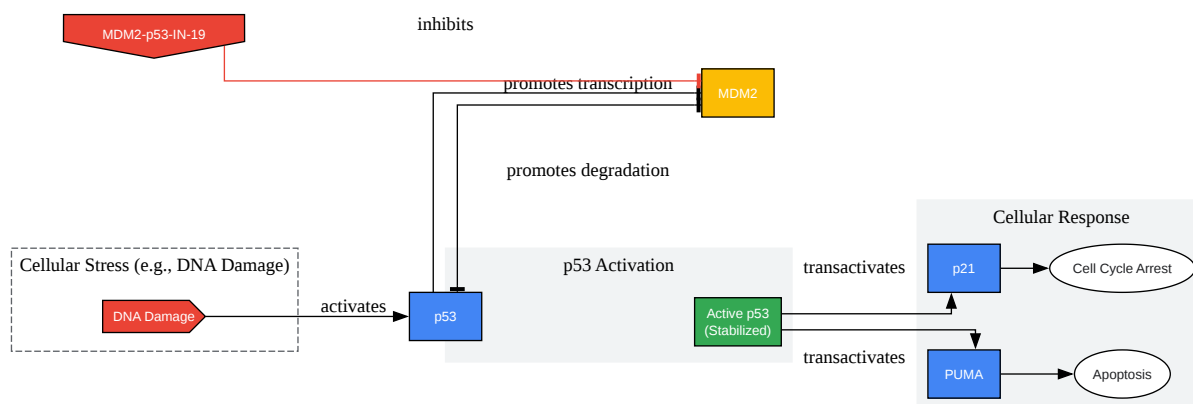 MDM2-p53-IN-19
inhibits
promotes transcription
MDM2
promotes degradation
Cellular Response
Cellular Stress (e.g., DNA Damage)
p53 Activation
transactivates
p21
Cell Cycle Arrest
DNA Damage
activates
p53
Active p53
(Stabilized)
transactivates
PUMA
Apoptosis